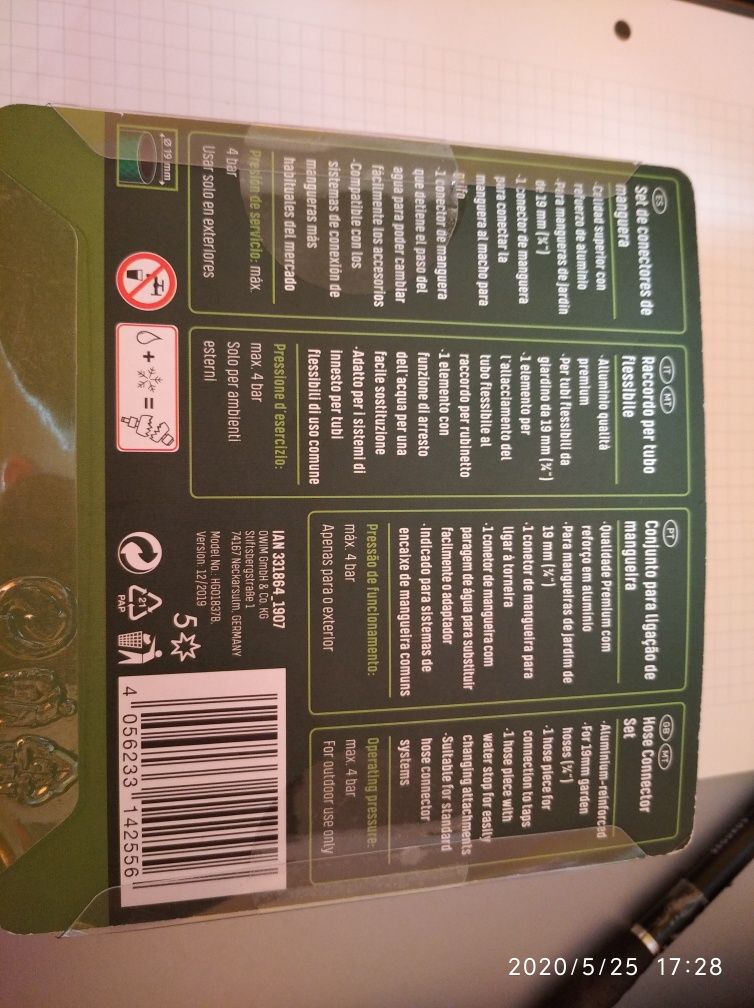 ES
Set de conectores de
manguera
·Calidad superior con
refuerzo de aluminio
·Para mangueras de jardín
de 19 mm (¾")
·1 conector de manguera
para conectar la
manguera al macho para
·1 conector de manguera
que detiene el paso del
agua para poder cambiar
fácilmente los accesorios
·Compatible con los
sistemas de conexión de
mangueras más
habituales del mercado
Presión de servicio: máx.
4 bar
Usar solo en exteriores
IT MT
Raccordo per tubo
flessibile
·Alluminio qualità
premium
·Per tubi flessibili da
giardino da 19 mm (¾")
·1 elemento per
l'allacciamento del
tubo flessibile al
raccordo per rubinetto
·1 elemento con
funzione di arresto
dell'acqua per una
facile sostituzione
·Adatto per i sistemi di
innesto per tubi
flessibili di uso comune
Pressione d'esercizio:
max. 4 bar
Solo per ambienti
esterni
PT
Conjunto para ligação de
mangueira
·Qualidade Premium com
reforço em alumínio
·Para mangueiras de jardim de
19 mm (¾")
·1 conetor de mangueira para
ligar à torneira
·1 conetor de mangueira com
paragem de água para substituir
facilmente o adaptador
·Indicado para sistemas de
encaixe de mangueira comuns
Pressão de funcionamento:
máx. 4 bar
Apenas para o exterior
GB MT
Hose Connector
Set
·Aluminium-reinforced
·For 19mm garden
hoses (¾")
·1 hose piece for
connection to taps
·1 hose piece with
water stop for easily
changing attachments
·Suitable for standard
hose connector
systems
Operating pressure:
max. 4 bar
For outdoor use only
Ø 19 mm
+ =
IAN 331864_1907
OWIM GmbH & Co. KG
Stiftsbergstraße 1
74167 Neckarsulm, GERMANY
Model No.: HG01837B,
Version: 12/2019
5
21
PAP
4 056233 142556
2020/5/25 17:28